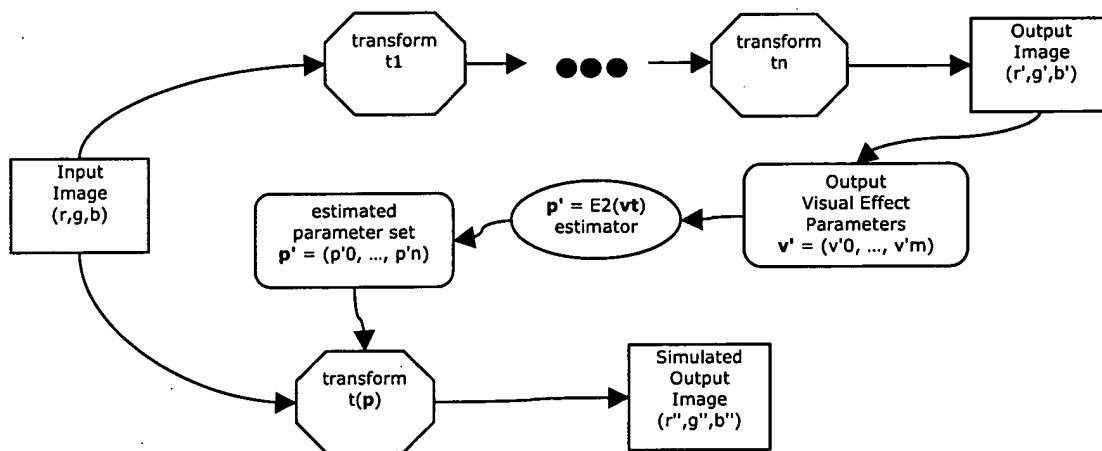 transform
t1
transform
tn
Output
Image
(r',g',b')
Input
Image
(r,g,b)
estimated
parameter set
p' = (p'0, ..., p'n)
p' = E2(vt)
estimator
Output
Visual Effect
Parameters
v' = (v'0, ..., v'm)
transform
t(p)
Simulated
Output
Image
(r'',g'',b'')